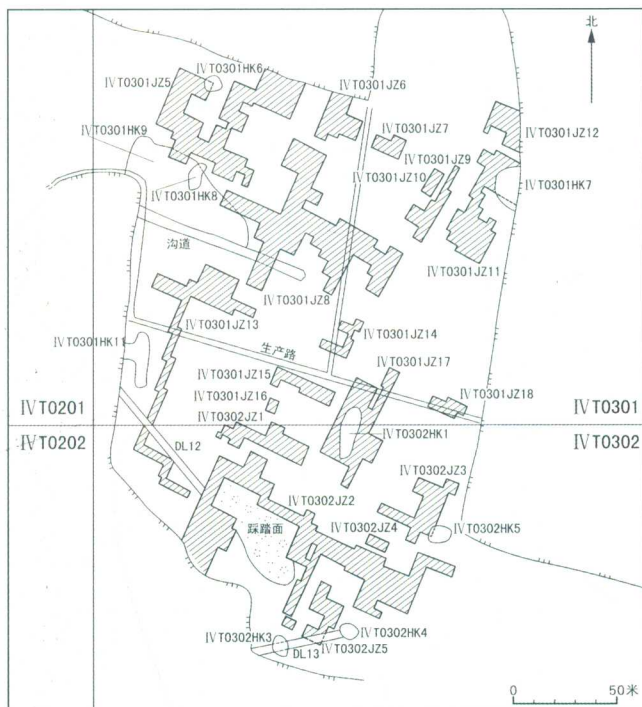 北
ⅣT0301HK6
ⅣT0301JZ5
ⅣT0301JZ6
ⅣT0301JZ7
ⅣT0301JZ12
ⅣT0301HK9
ⅣT0301JZ9
ⅣT0301JZ10
ⅣT0301HK7
ⅣT0301HK8
沟道
ⅣT0301JZ11
ⅣT0301JZ8
ⅣT0301JZ13
ⅣT0301JZ14
ⅣT0301HK11
生产路
ⅣT0301JZ17
ⅣT0301JZ15
ⅣT0301JZ16
ⅣT0301JZ18
ⅣT0201
ⅣT0301
ⅣT0302JZ1
ⅣT0302HK1
ⅣT0202
ⅣT0302
DL12
ⅣT0302JZ3
ⅣT0302JZ2
踩踏面
ⅣT0302JZ4
ⅣT0302HK5
ⅣT0302HK3
ⅣT0302HK4
DL13
ⅣT0302JZ5
0 50米